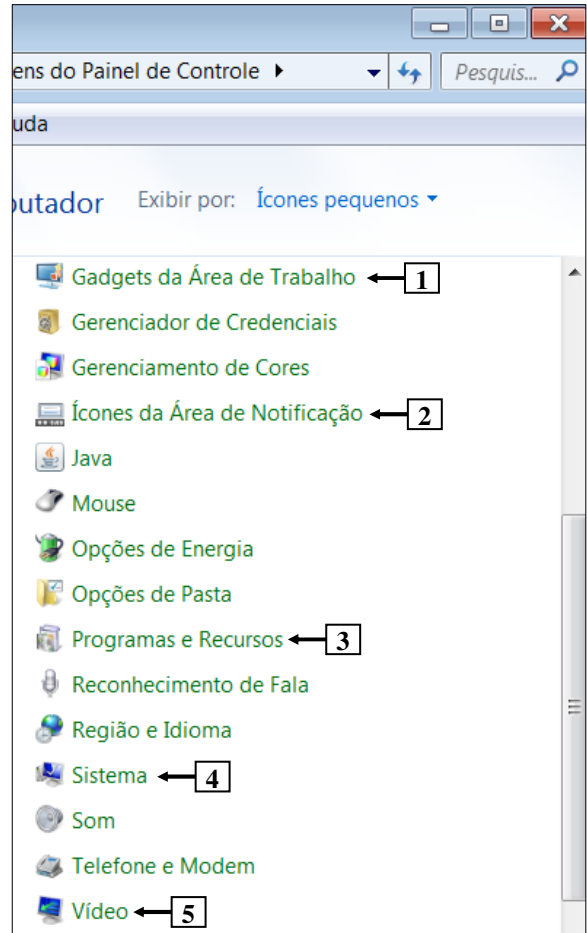 ens do Painel de Controle
Pesquis...
uda
outador Exibir por: Ícones pequenos
Gadgets da Área de Trabalho 1
Gerenciador de Credenciais
Gerenciamento de Cores
Ícones da Área de Notificação 2
Java
Mouse
Opções de Energia
Opções de Pasta
Programas e Recursos 3
Reconhecimento de Fala
Região e Idioma
Sistema 4
Som
Telefone e Modem
Vídeo 5